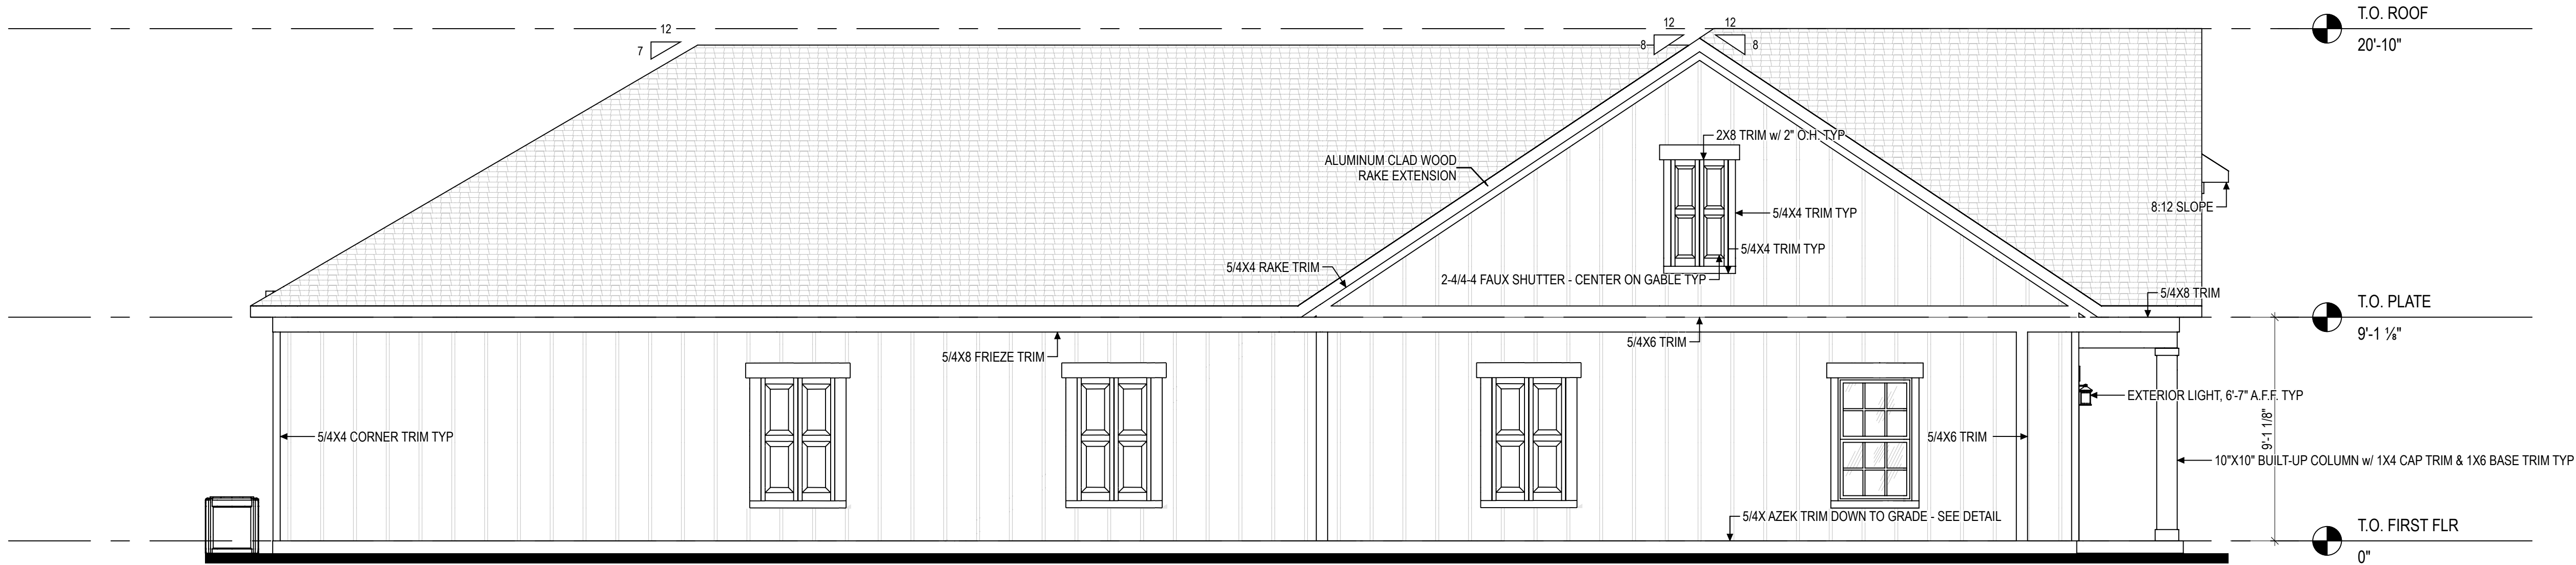 12
7
12
12
8
8
T.O. ROOF
20'-10"
2X8 TRIM w/ 2" O.H. TYP
ALUMINUM CLAD WOOD
RAKE EXTENSION
8:12 SLOPE
5/4X4 TRIM TYP
5/4X4 TRIM TYP
5/4X4 RAKE TRIM
2-4/4-4 FAUX SHUTTER - CENTER ON GABLE TYP
5/4X8 TRIM
T.O. PLATE
9'-1 ⅛"
5/4X6 TRIM
5/4X8 FRIEZE TRIM
EXTERIOR LIGHT, 6'-7" A.F.F. TYP
9'-1 1/8"
5/4X4 CORNER TRIM TYP
5/4X6 TRIM
10"X10" BUILT-UP COLUMN w/ 1X4 CAP TRIM & 1X6 BASE TRIM TYP
5/4X AZEK TRIM DOWN TO GRADE - SEE DETAIL
T.O. FIRST FLR
0"